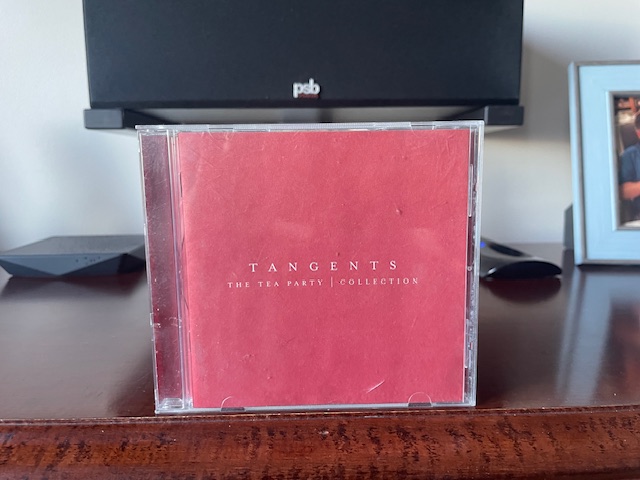 psb
TANGENTS
THE TEA PARTY | COLLECTION